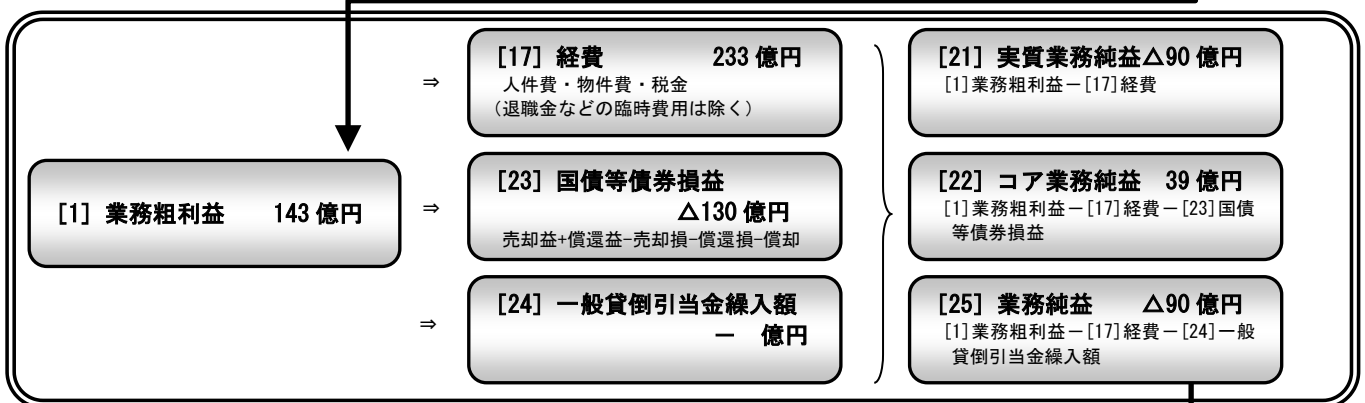 [1] 業務粗利益 143 億円
⇒
[17] 経費 233 億円
人件費・物件費・税金
(退職金などの臨時費用は除く)
⇒
[23] 国債等債券損益
△130 億円
売却益+償還益-売却損-償還損-償却
⇒
[24] 一般貸倒引当金繰入額
－ 億円
[21] 実質業務純益△90 億円
[1]業務粗利益－[17]経費
[22] コア業務純益 39 億円
[1]業務粗利益－[17]経費－[23]国債
等債券損益
[25] 業務純益 △90 億円
[1]業務粗利益－[17]経費－[24]一般
貸倒引当金繰入額